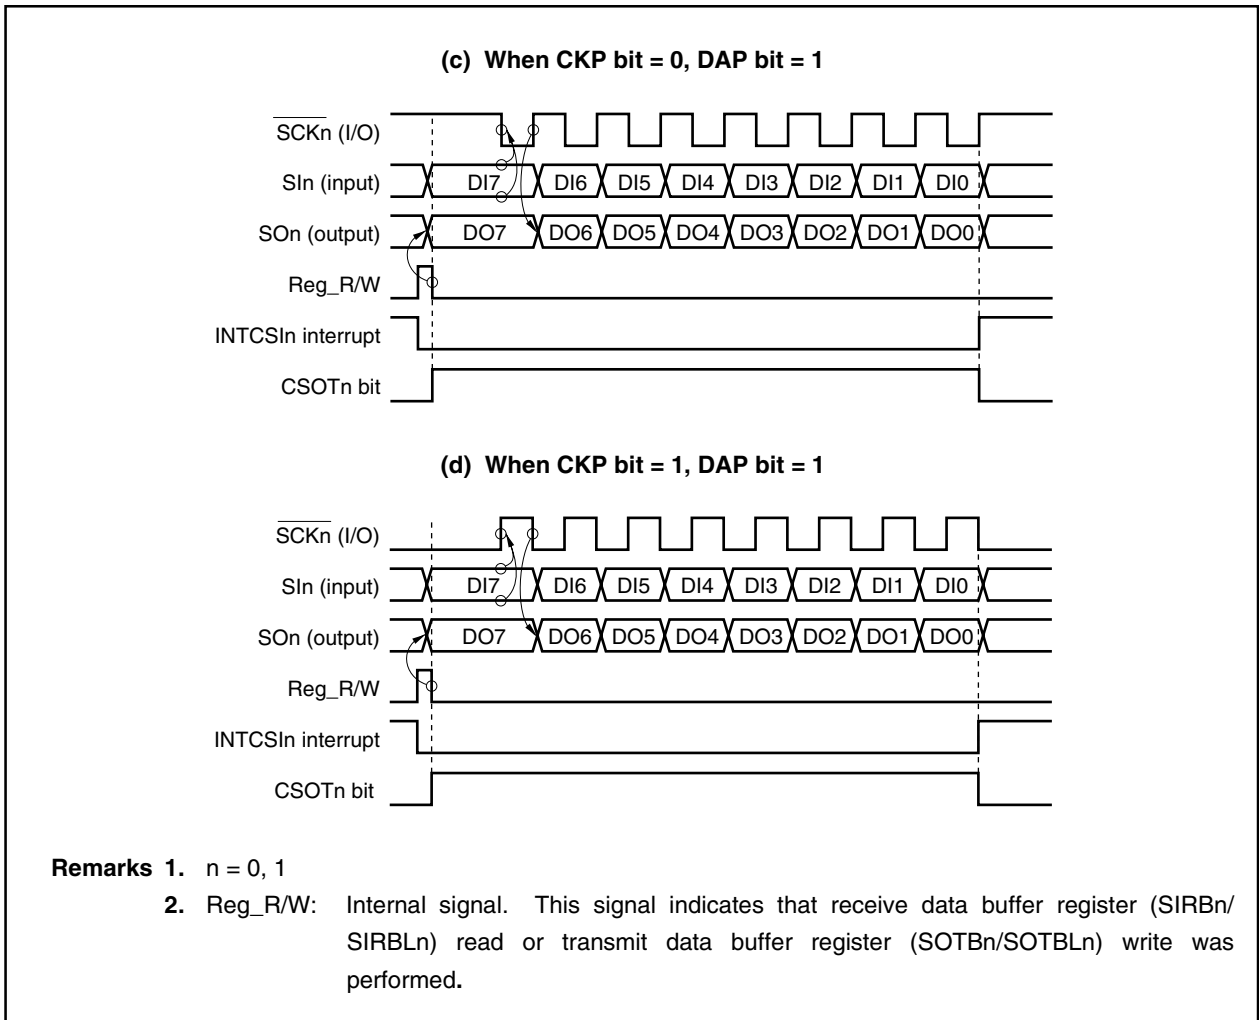 (c) When CKP bit = 0, DAP bit = 1
SCKn (I/O)
SIn (input) DI7 DI6 DI5 DI4 DI3 DI2 DI1 DI0
SOn (output) DO7 DO6 DO5 DO4 DO3 DO2 DO1 DO0
Reg_R/W
INTCSIn interrupt
CSOTn bit
(d) When CKP bit = 1, DAP bit = 1
SCKn (I/O)
SIn (input) DI7 DI6 DI5 DI4 DI3 DI2 DI1 DI0
SOn (output) DO7 DO6 DO5 DO4 DO3 DO2 DO1 DO0
Reg_R/W
INTCSIn interrupt
CSOTn bit
Remarks 1. n = 0, 1
2. Reg_R/W: Internal signal. This signal indicates that receive data buffer register (SIRBn/
SIRBLn) read or transmit data buffer register (SOTBn/SOTBLn) write was
performed.